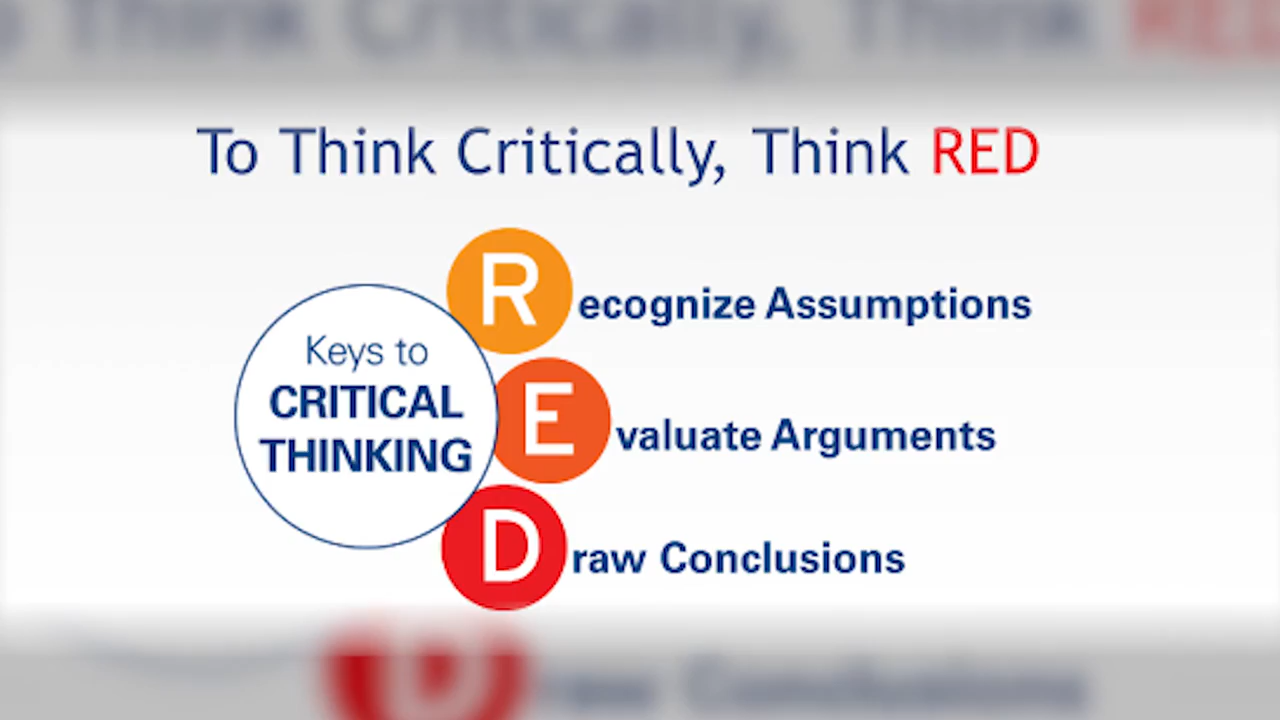 To Think Critically, Think RED
Keys to
CRITICAL
THINKING
Recognize Assumptions
Evaluate Arguments
Draw Conclusions